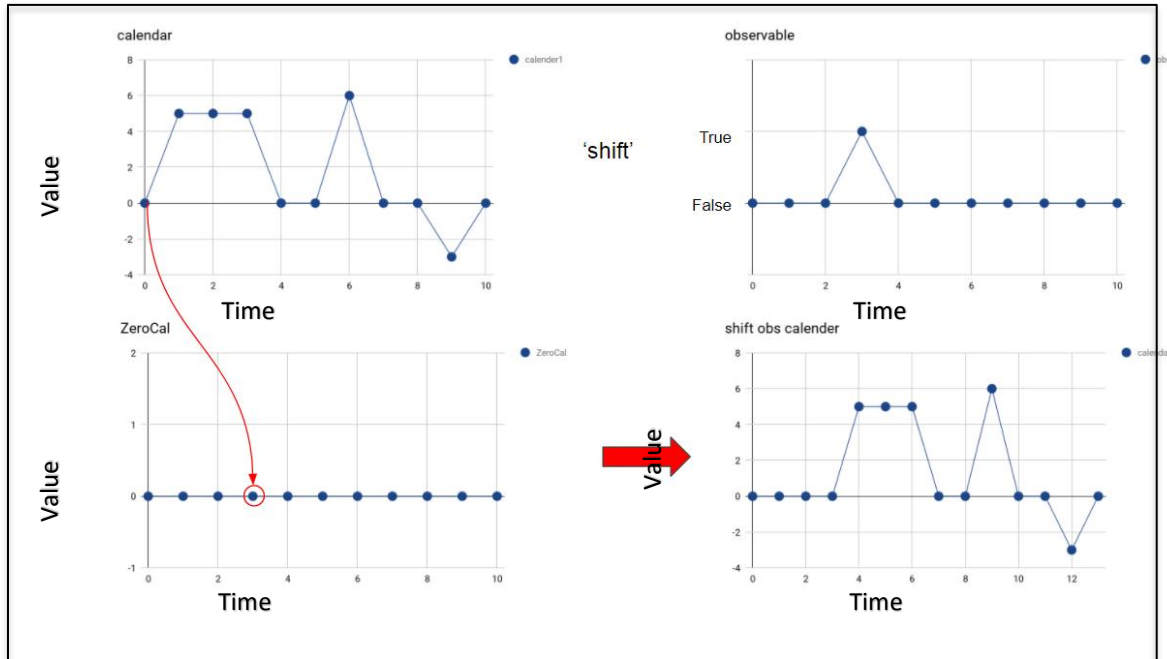 calendar
8
6
4
2
0
-2
-4
0 2 4 6 8 10
Value
Time
calender1
'shift'
observable
True
False
0 2 4 6 8 10
Time
ob
ZeroCal
2
1
0
-1
0 2 4 6 8 10
Value
Time
ZeroCal
shift obs calender
8
6
4
2
0
-2
-4
0 2 4 6 8 10 12
Value
Time
calenda